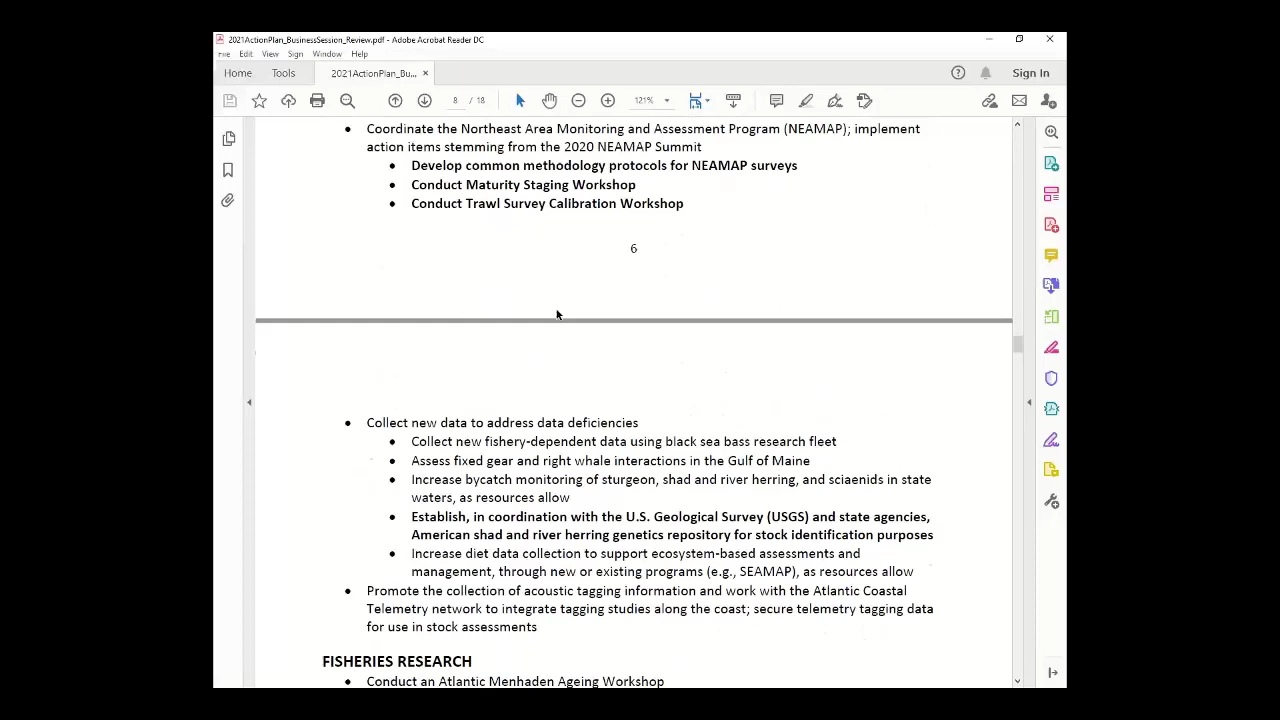 2021ActionPlan_BusinessSession_Review.pdf - Adobe Acrobat Reader DC
File Edit View Sign Window Help
Home Tools 2021ActionPlan_Bu... × Sign In
8 / 18 121%
• Coordinate the Northeast Area Monitoring and Assessment Program (NEAMAP); implement
action items stemming from the 2020 NEAMAP Summit
• Develop common methodology protocols for NEAMAP surveys
• Conduct Maturity Staging Workshop
• Conduct Trawl Survey Calibration Workshop
6
• Collect new data to address data deficiencies
• Collect new fishery-dependent data using black sea bass research fleet
• Assess fixed gear and right whale interactions in the Gulf of Maine
• Increase bycatch monitoring of sturgeon, shad and river herring, and sciaenids in state
waters, as resources allow
• Establish, in coordination with the U.S. Geological Survey (USGS) and state agencies,
American shad and river herring genetics repository for stock identification purposes
• Increase diet data collection to support ecosystem-based assessments and
management, through new or existing programs (e.g., SEAMAP), as resources allow
• Promote the collection of acoustic tagging information and work with the Atlantic Coastal
Telemetry network to integrate tagging studies along the coast; secure telemetry tagging data
for use in stock assessments
FISHERIES RESEARCH
• Conduct an Atlantic Menhaden Ageing Workshop